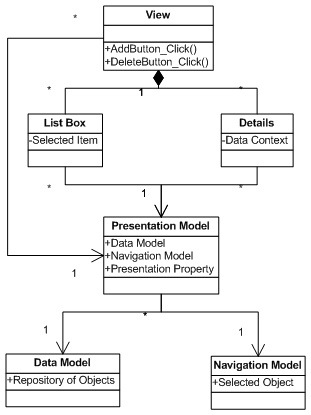 View
*
+AddButton_Click()
+DeleteButton_Click()
* 1 *
List Box Details
-Selected Item -Data Context
* 1 *
Presentation Model
+Data Model
+Navigation Model
+Presentation Property
1
*
1 1
Data Model Navigation Model
+Repository of Objects +Selected Object